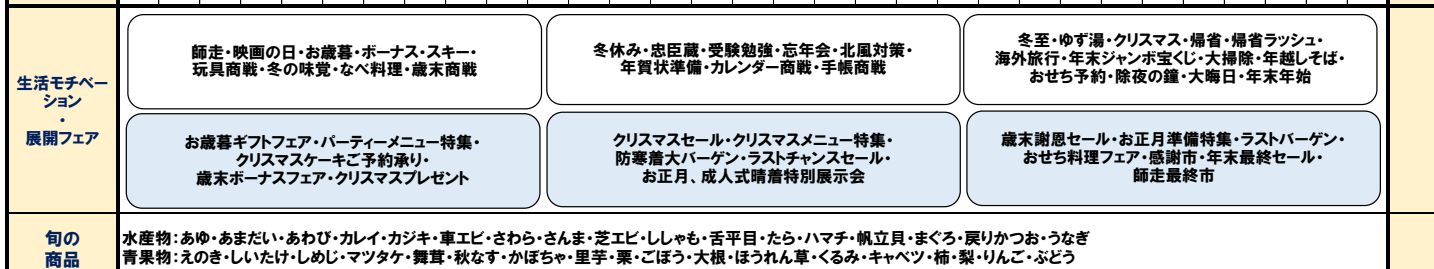 生活モチベー
ション
・
展開フェア
師走・映画の日・お歳暮・ボーナス・スキー・
玩具商戦・冬の味覚・なべ料理・歳末商戦
冬休み・忠臣蔵・受験勉強・忘年会・北風対策・
年賀状準備・カレンダー商戦・手帳商戦
冬至・ゆず湯・クリスマス・帰省・帰省ラッシュ・
海外旅行・年末ジャンボ宝くじ・大掃除・年越しそば・
おせち予約・除夜の鐘・大晦日・年末年始
お歳暮ギフトフェア・パーティーメニュー特集・
クリスマスケーキご予約承り・
歳末ボーナスフェア・クリスマスプレゼント
クリスマスセール・クリスマスメニュー特集・
防寒着大バーゲン・ラストチャンスセール・
お正月、成人式晴着特別展示会
歳末謝恩セール・お正月準備特集・ラストバーゲン・
おせち料理フェア・感謝市・年末最終セール・
師走最終市
旬の
商品
水産物：あゆ・あまだい・あわび・カレイ・カジキ・車エビ・さわら・さんま・芝エビ・ししゃも・舌平目・たら・ハマチ・帆立貝・まぐろ・戻りかつお・うなぎ
青果物：えのき・しいたけ・しめじ・マツタケ・舞茸・秋なす・かぼちゃ・里芋・栗・ごぼう・大根・ほうれん草・くるみ・キャベツ・柿・梨・りんご・ぶどう